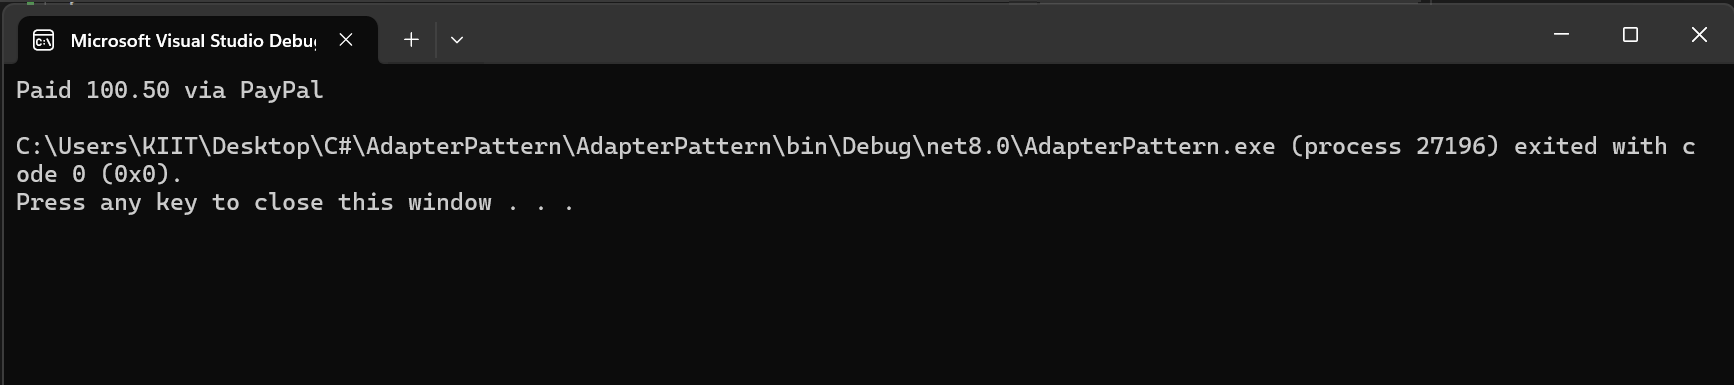 Microsoft Visual Studio Debu
Paid 100.50 via PayPal
C:\Users\KIIT\Desktop\C#\AdapterPattern\AdapterPattern\bin\Debug\net8.0\AdapterPattern.exe (process 27196) exited with c
ode 0 (0x0).
Press any key to close this window . . .